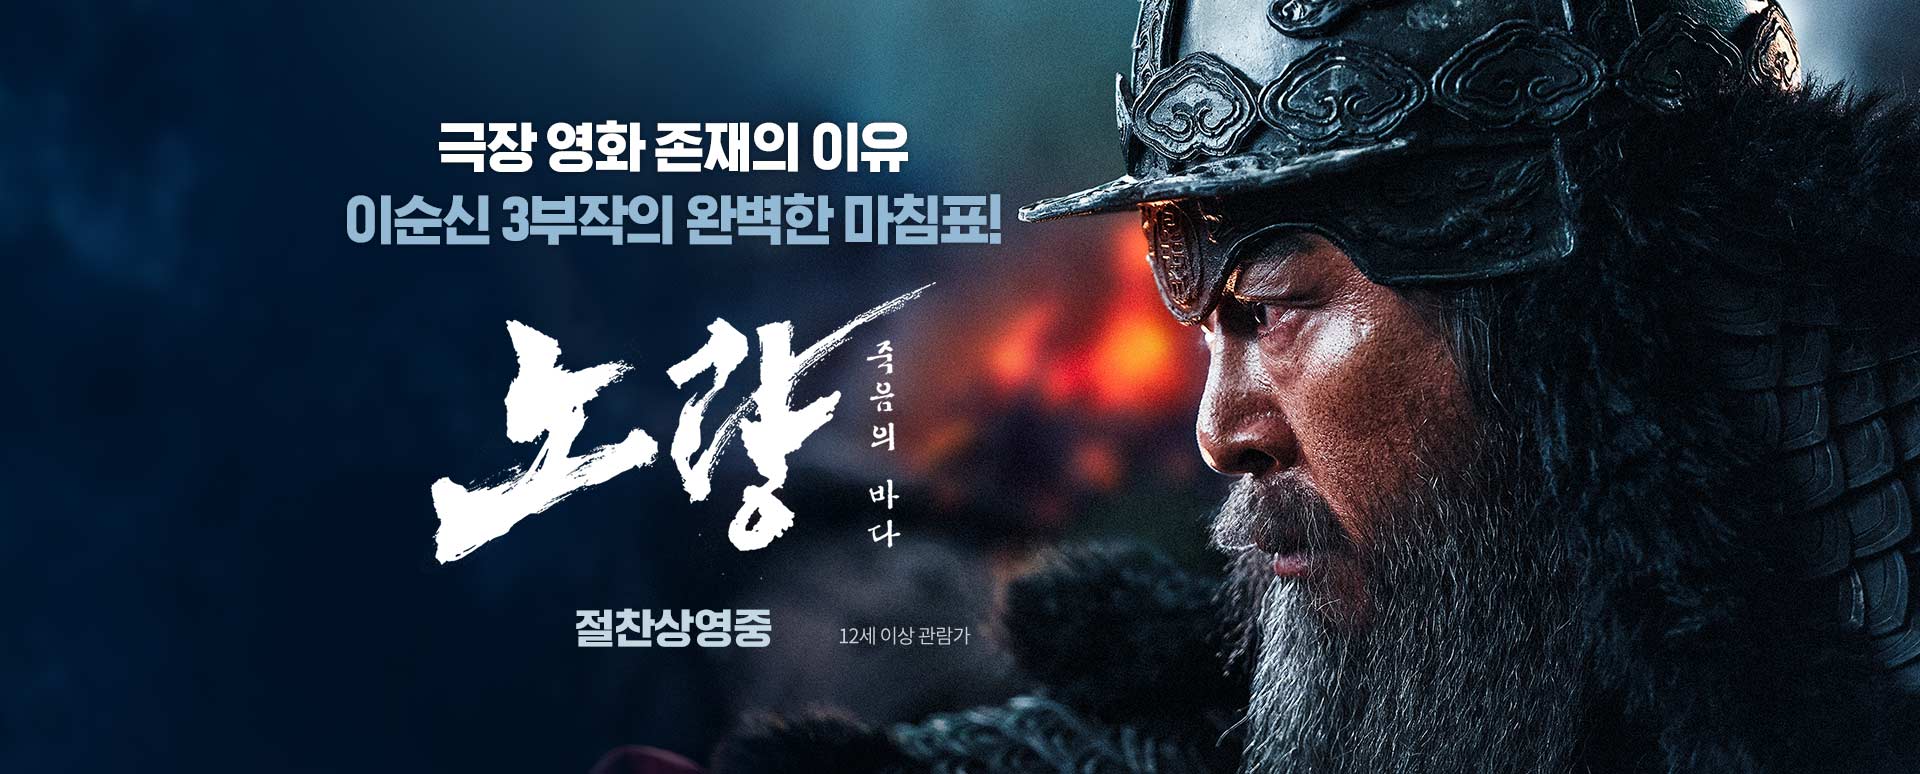 극장 영화 존재의 이유
이순신 3부작의 완벽한 마침표!
노량
죽음의 바다
절찬상영중
12세 이상 관람가